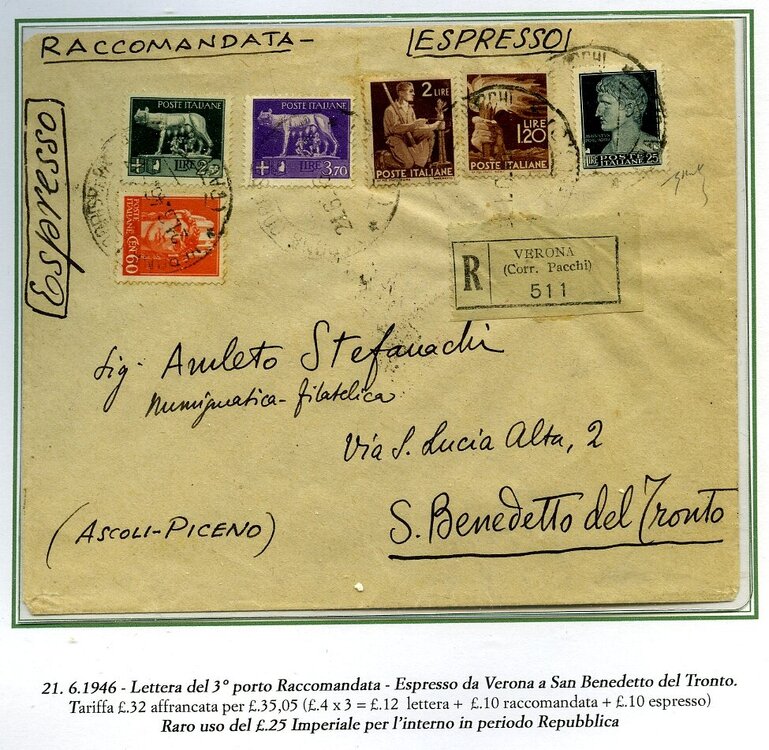 RACCOMANDATA - ESPRESSO
Espresso
POSTE ITALIANE
LIRE 2,55
POSTE ITALIANE
LIRE 3,70
2 LIRE
POSTE ITALIANE
LIRE
1,20
POSTE ITALIANE
LIRE POSTE 25
ITALIANE
POSTE
ITALIANE
CEN. 60
R
VERONA
(Corr. Pacchi)
511
Sig. Amleto Stefanachi
Numismatica - filatelica
Via S. Lucia Alta, 2
S. Benedetto del Tronto
(ASCOLI-PICENO)
21. 6.1946 - Lettera del 3° porto Raccomandata - Espresso da Verona a San Benedetto del Tronto.
Tariffa £.32 affrancata per £.35,05 (£.4 x 3 = £.12 lettera + £.10 raccomandata + £.10 espresso)
Raro uso del £.25 Imperiale per l'interno in periodo Repubblica